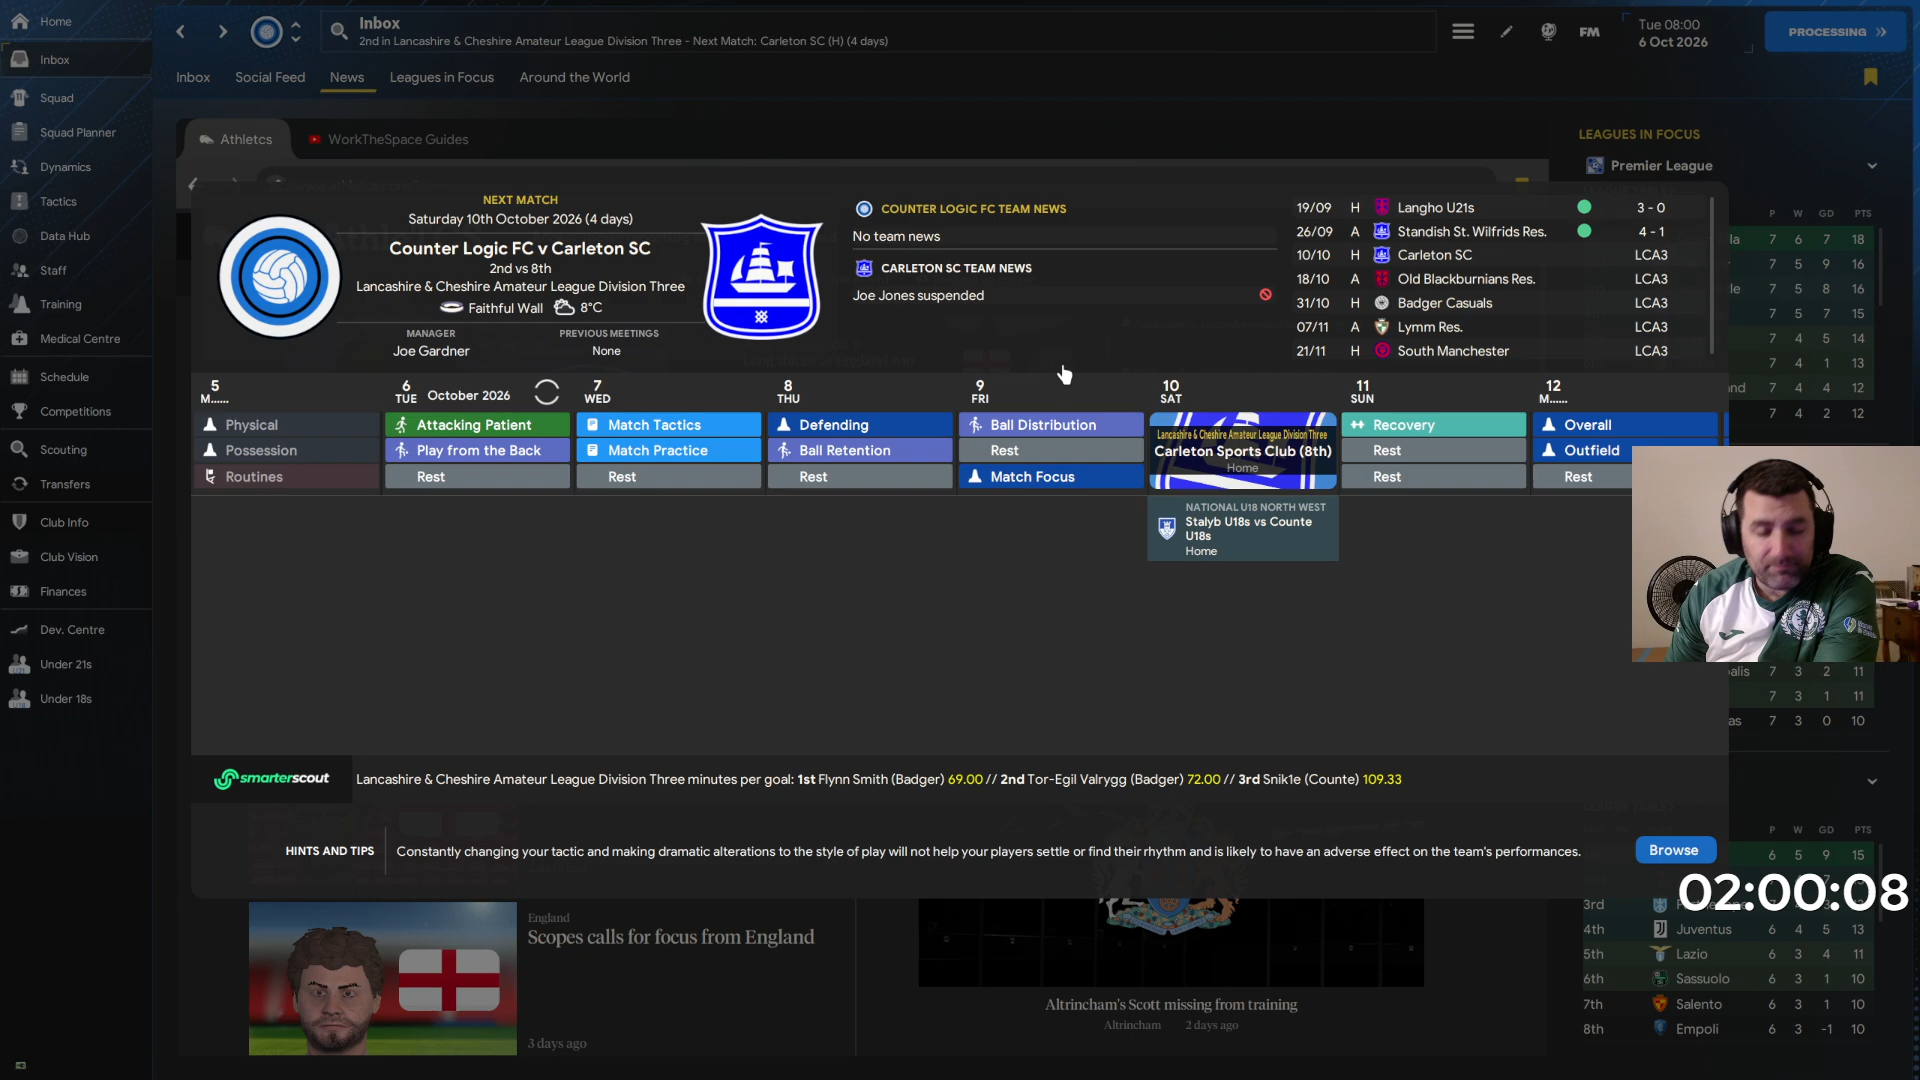 Home
Inbox
Squad
Squad Planner
Dynamics
Tactics
Data Hub
Staff
Training
Medical Centre
Schedule
Competitions
Scouting
Transfers
Club Info
Club Vision
Finances
Dev. Centre
Under 21s
Under 18s
Inbox
2nd in Lancashire & Cheshire Amateur League Division Three - Next Match: Carleton SC (H) (4 days)
FM
Tue 08:00
6 Oct 2026
PROCESSING
Inbox Social Feed News Leagues in Focus Around the World
Athletcs WorkTheSpace Guides
LEAGUES IN FOCUS
Premier League
NEXT MATCH
Saturday 10th October 2026 (4 days)
Counter Logic FC v Carleton SC
2nd vs 8th
Lancashire & Cheshire Amateur League Division Three
Faithful Wall 8°C
MANAGER
Joe Gardner
PREVIOUS MEETINGS
None
COUNTER LOGIC FC TEAM NEWS
No team news
CARLETON SC TEAM NEWS
Joe Jones suspended
19/09 H Langho U21s 3 - 0
26/09 A Standish St. Wilfrids Res. 4 - 1
10/10 H Carleton SC LCA3
18/10 A Old Blackburnians Res. LCA3
31/10 H Badger Casuals LCA3
07/11 A Lymm Res. LCA3
21/11 H South Manchester LCA3
P W GD PTS
la 7 6 7 18
7 5 9 16
le 7 5 8 16
7 5 7
7 4 5 14
7 4 1 13
nd 7 4 4 12
7 4 2 12
5 M......
6 TUE October 2026
7 WED
8 THU
9 FRI
10 SAT
11 SUN
12 M......
Physical Attacking Patient Match Tactics Defending Ball Distribution Recovery Overall
Possession Play from the Back Match Practice Ball Retention Rest Rest Outfield
Routines Rest Rest Rest Match Focus Rest Rest
Lancashire & Cheshire Amateur League Division Three
Carleton Sports Club (8th)
Home
NATIONAL U18 NORTH WEST
Stalyb U18s vs Counte
U18s
Home
alis 7 3 2 11
7 3 1 11
as 7 3 0 10
smarterscout
Lancashire & Cheshire Amateur League Division Three minutes per goal: 1st Flynn Smith (Badger) 69.00 // 2nd Tor-Egil Valrygg (Badger) 72.00 // 3rd Snik1e (Counte) 109.33
HINTS AND TIPS
Constantly changing your tactic and making dramatic alterations to the style of play will not help your players settle or find their rhythm and is likely to have an adverse effect on the team's performances.
Browse
P W GD PTS
6 5 9 15
02:00:08
3rd
4th Juventus 6 4 5 13
5th Lazio 6 3 4 11
6th Sassuolo 6 3 1 10
7th Salento 6 3 1 10
8th Empoli 6 3 -1 10
England
Scopes calls for focus from England
3 days ago
Altrincham's Scott missing from training
Altrincham 2 days ago